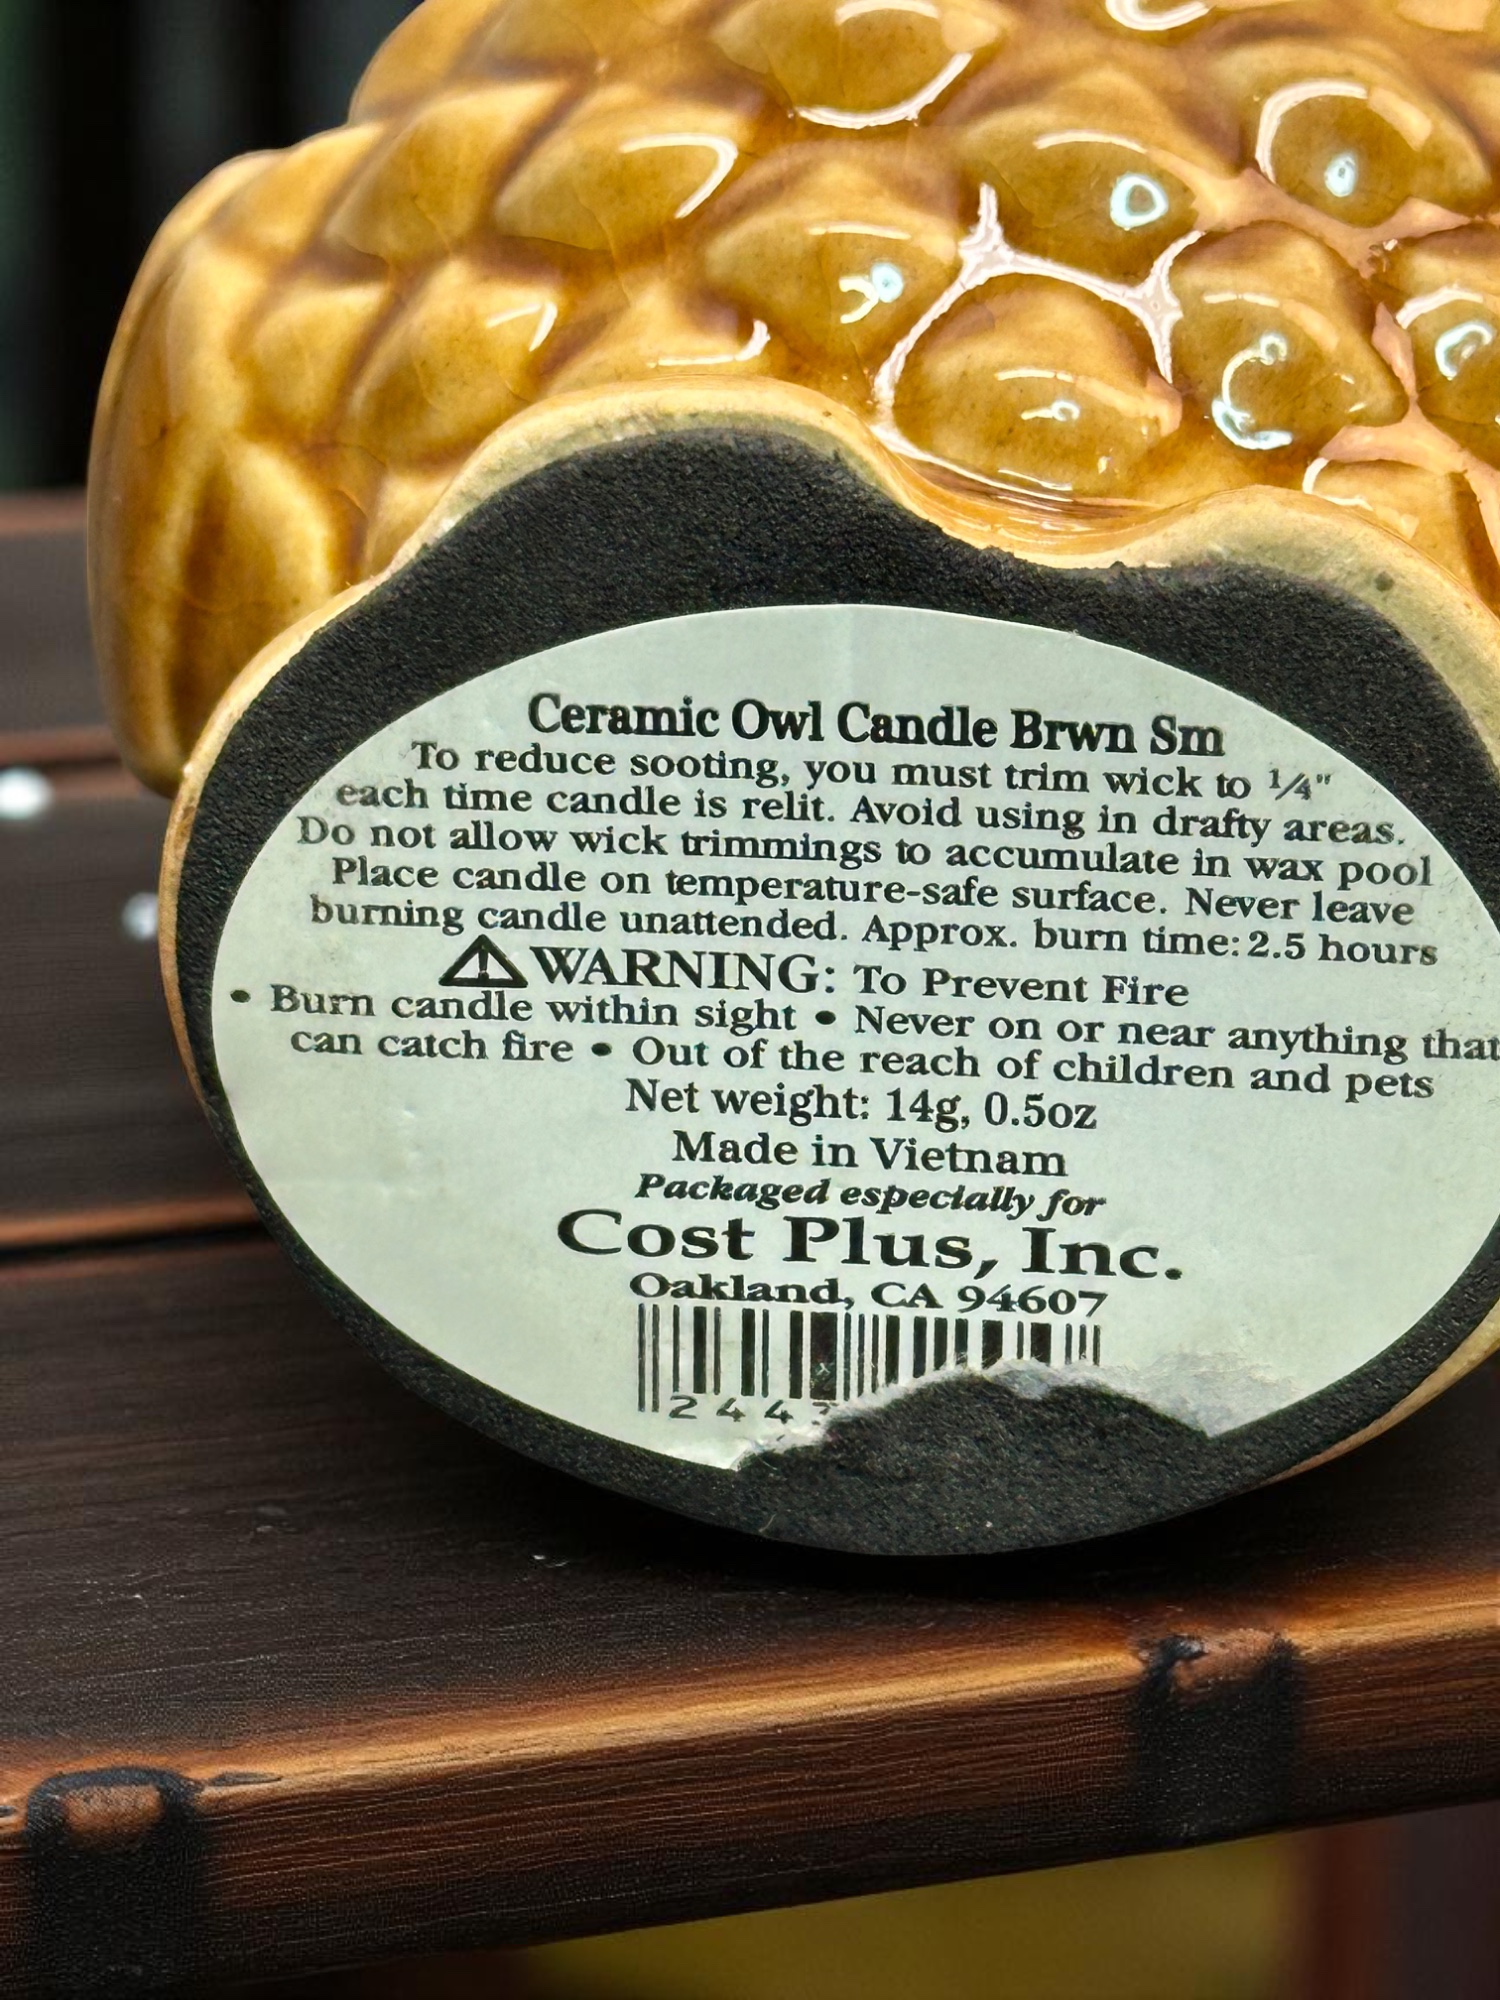 Ceramic Owl Candle Brwn Sm
To reduce sooting, you must trim wick to ¼"
each time candle is relit. Avoid using in drafty areas.
Do not allow wick trimmings to accumulate in wax pool
Place candle on temperature-safe surface. Never leave
burning candle unattended. Approx. burn time: 2.5 hours
⚠ WARNING: To Prevent Fire
• Burn candle within sight • Never on or near anything that
can catch fire • Out of the reach of children and pets
Net weight: 14g, 0.5oz
Made in Vietnam
Packaged especially for
Cost Plus, Inc.
Oakland, CA 94607
2 4 4